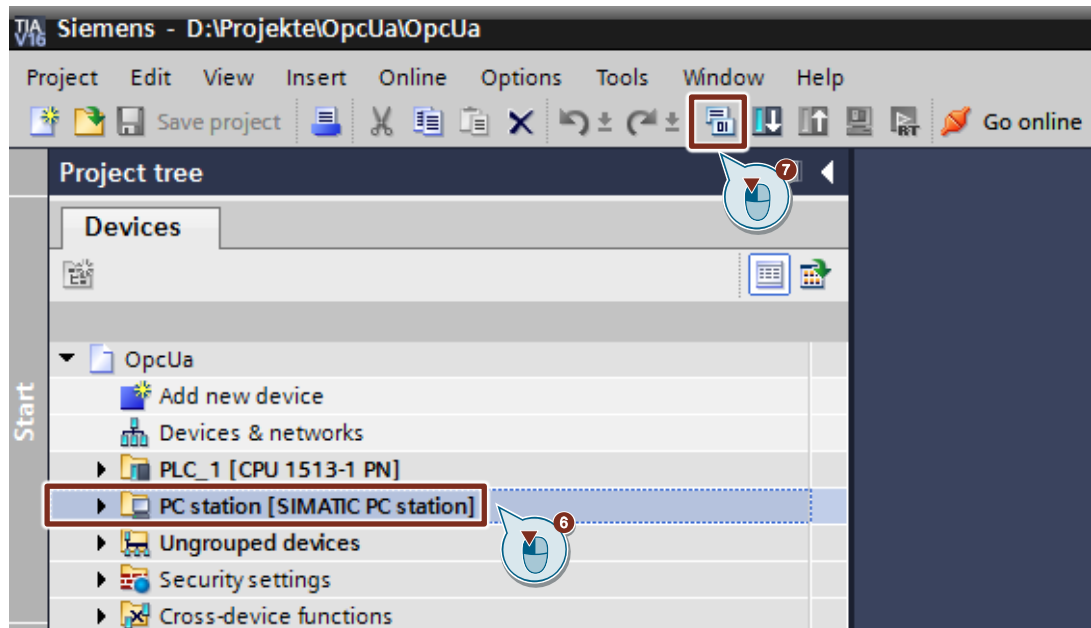 TIA V16 Siemens - D:\Projekte\OpcUa\OpcUa
Project Edit View Insert Online Options Tools Window Help
Save project RT Go online
Project tree
7
Devices
Start
OpcUa
Add new device
Devices & networks
PLC_1 [CPU 1513-1 PN]
PC station [SIMATIC PC station]
6
Ungrouped devices
Security settings
Cross-device functions